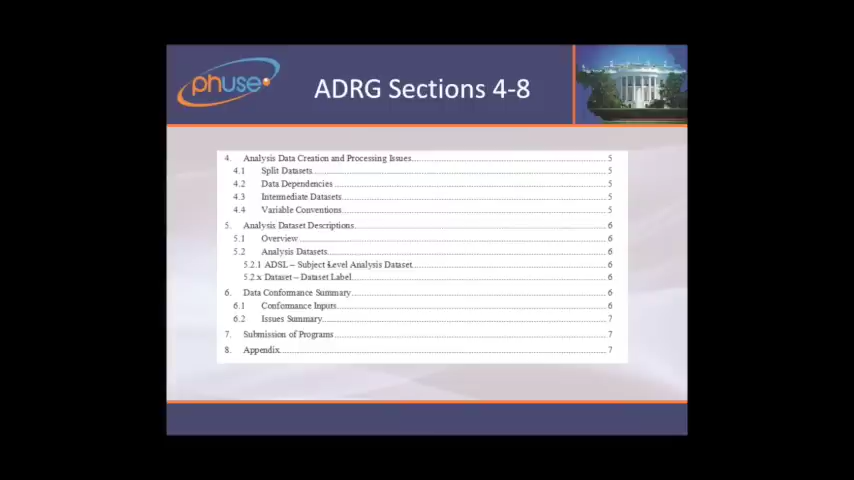 phuse
ADRG Sections 4-8
4. Analysis Data Creation and Processing Issues 5
4.1 Split Datasets 5
4.2 Data Dependencies 5
4.3 Intermediate Datasets 5
4.4 Variable Conventions 5
5. Analysis Dataset Descriptions 6
5.1 Overview 6
5.2 Analysis Datasets 6
5.2.1 ADSL – Subject Level Analysis Dataset 6
5.2.x Dataset – Dataset Label 6
6. Data Conformance Summary 6
6.1 Conformance Inputs 6
6.2 Issues Summary 7
7. Submission of Programs 7
8. Appendix 7